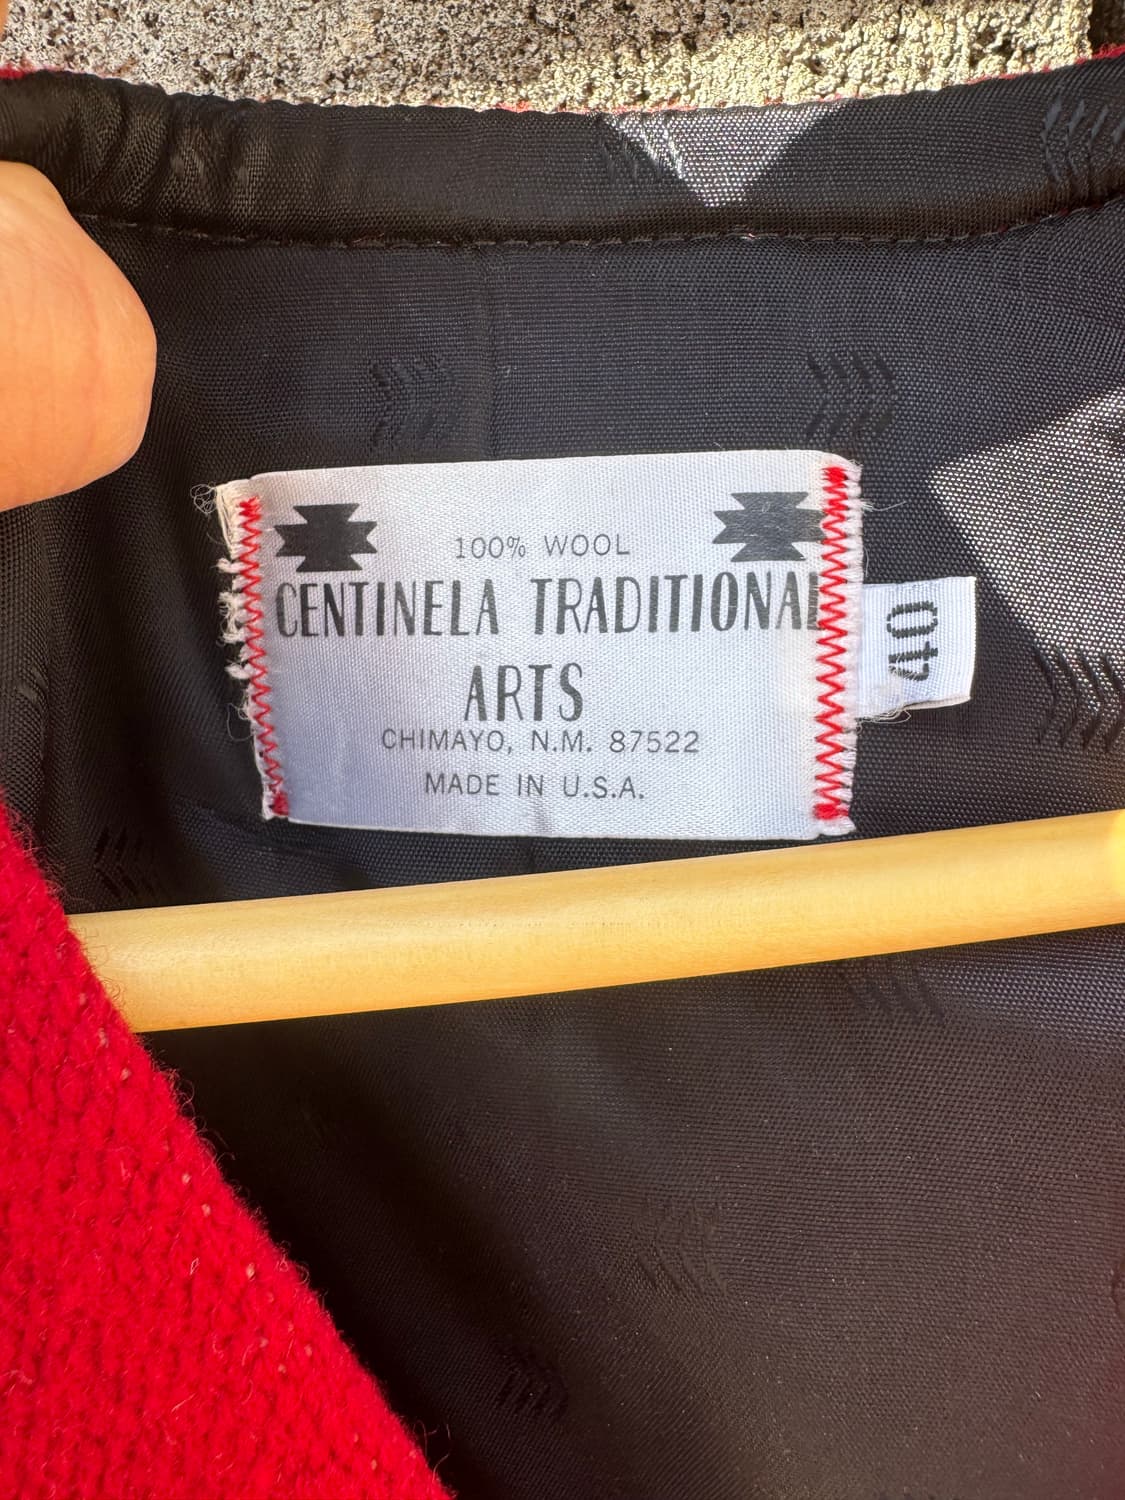 100% WOOL
CENTINELA TRADITIONAL
ARTS
CHIMAYO, N.M. 87522
MADE IN U.S.A.
40